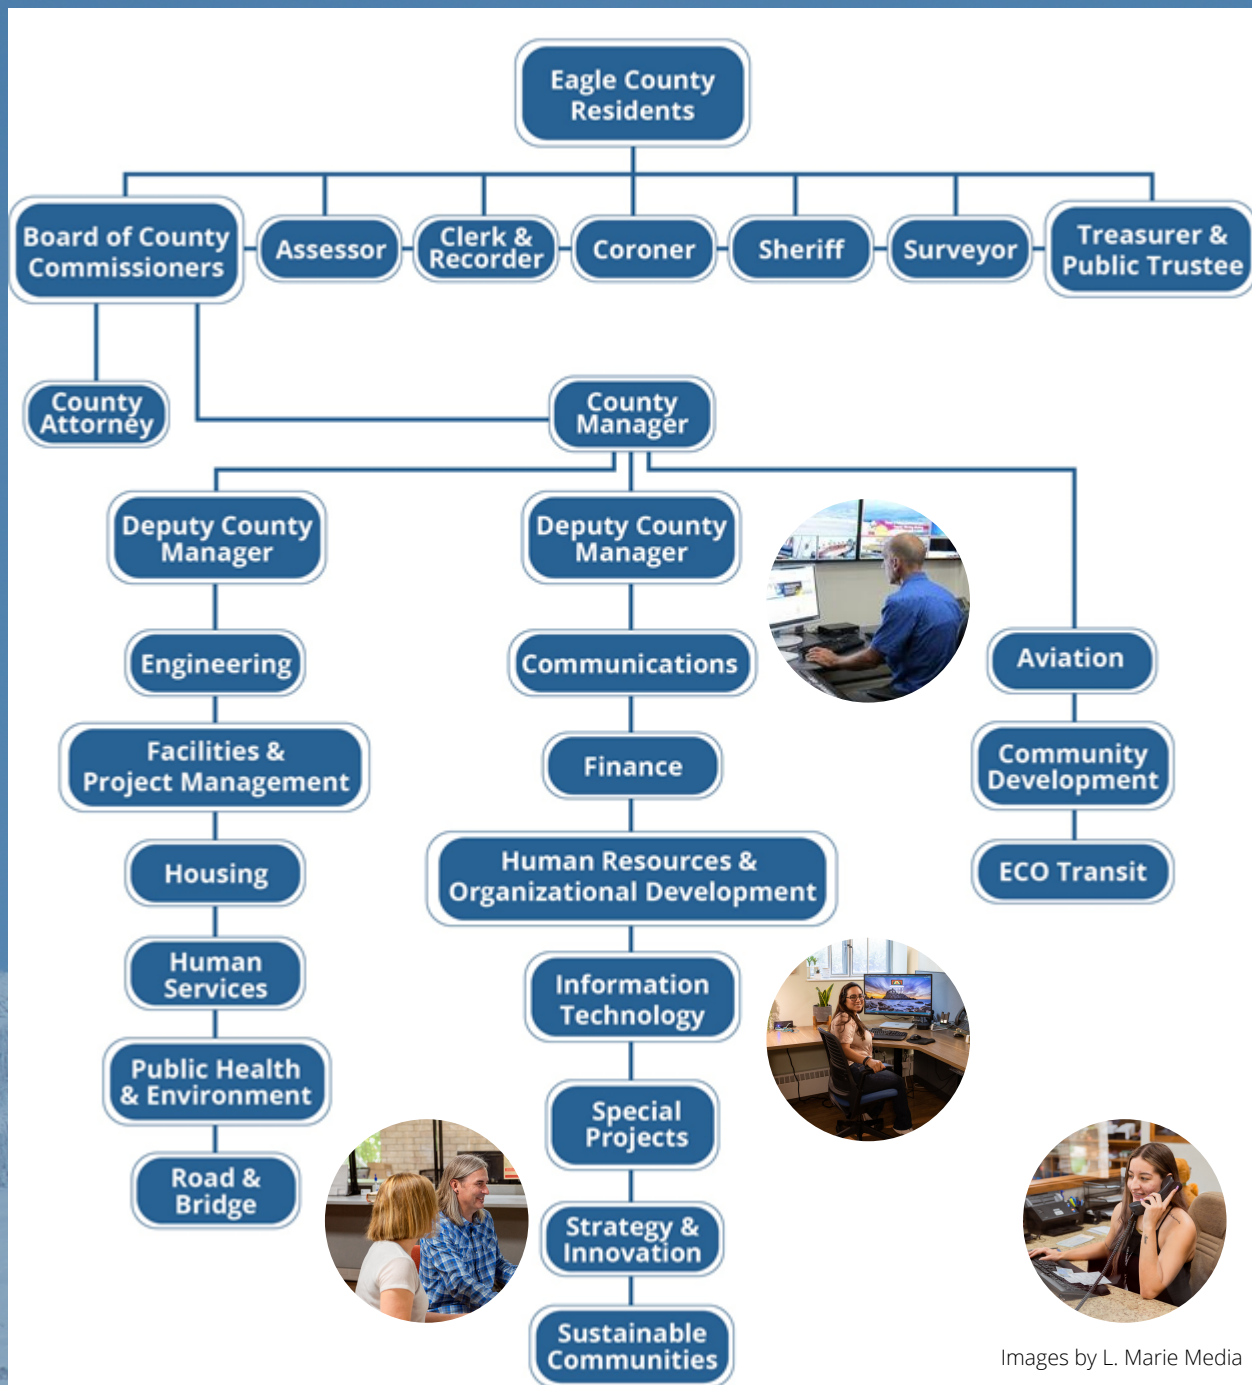 Eagle County
Residents
Board of County
Commissioners
Assessor
Clerk &
Recorder
Coroner
Sheriff
Surveyor
Treasurer &
Public Trustee
County
Attorney
County
Manager
Deputy County
Manager
Deputy County
Manager
Engineering
Communications
Aviation
Facilities &
Project Management
Finance
Community
Development
Housing
Human Resources &
Organizational Development
ECO Transit
Human
Services
Information
Technology
Public Health
& Environment
Special
Projects
Road &
Bridge
Strategy &
Innovation
Sustainable
Communities
Images by L. Marie Media